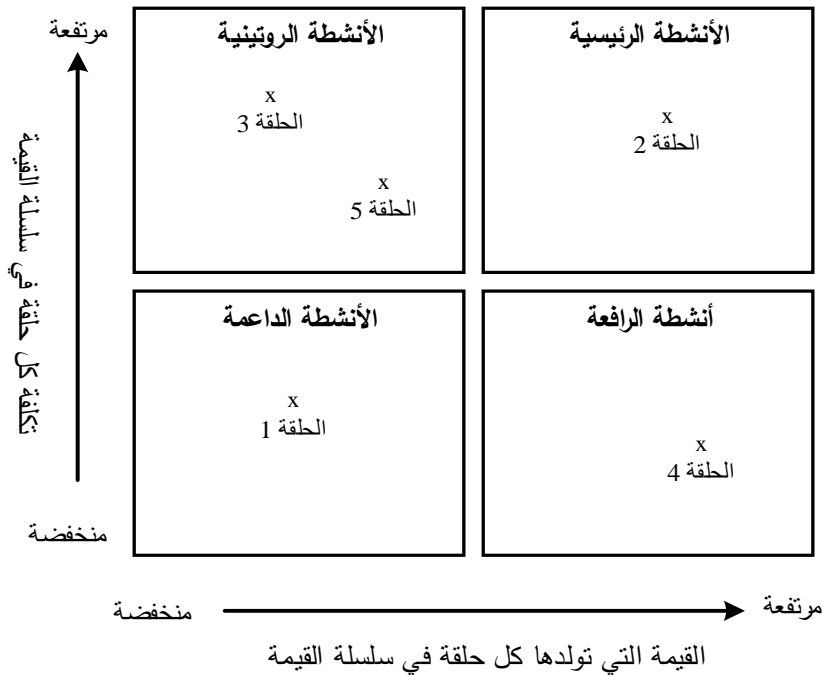 مرتفعة
الأنشطة الرئيسية
x
الحلقة 2
الأنشطة الروتينية
x
الحلقة 3
x
الحلقة 5
تكلفة كل حلقة في سلسلة القيمة
أنشطة الرافعة
x
الحلقة 4
الأنشطة الداعمة
x
الحلقة 1
منخفضة
مرتفعة
منخفضة
القيمة التي تولدها كل حلقة في سلسلة القيمة